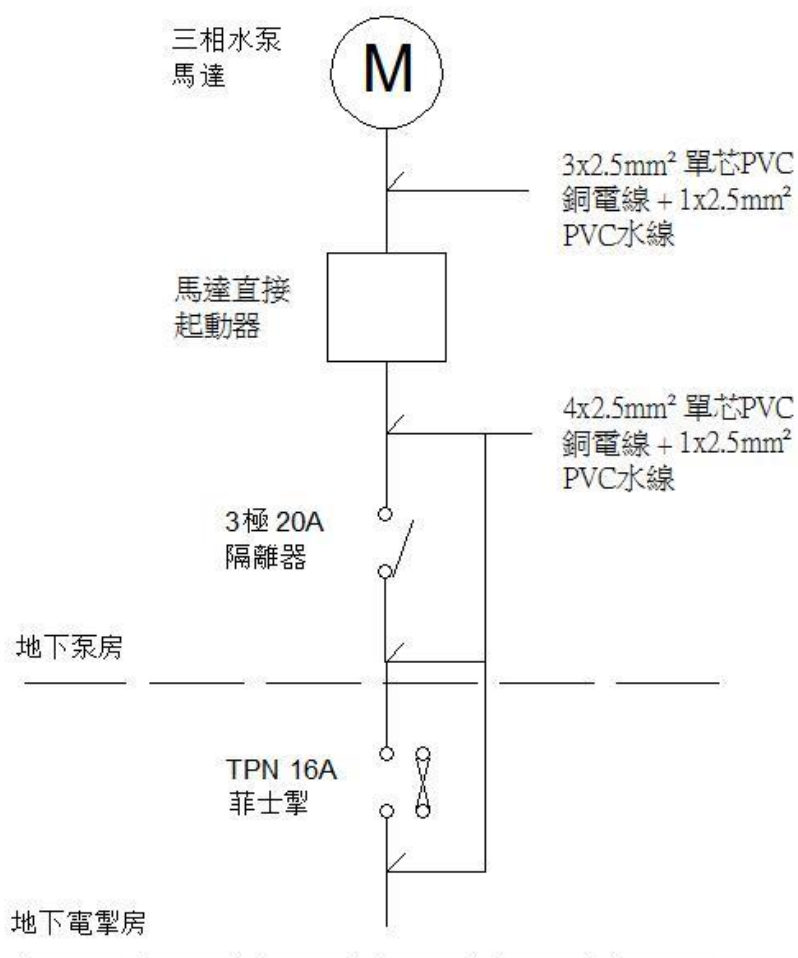 三相水泵
馬達
M
3x2.5mm² 單芯PVC
銅電線 + 1x2.5mm²
PVC水線
馬達直接
起動器
4x2.5mm² 單芯PVC
銅電線 + 1x2.5mm²
PVC水線
3極 20A
隔離器
地下泵房
TPN 16A
菲士掣
地下電掣房